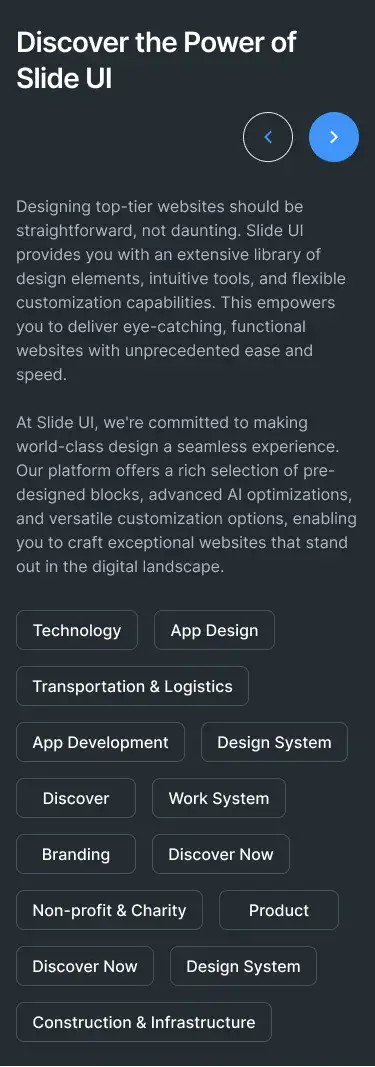 Discover the Power of
Slide UI
Designing top-tier websites should be
straightforward, not daunting. Slide UI
provides you with an extensive library of
design elements, intuitive tools, and flexible
customization capabilities. This empowers
you to deliver eye-catching, functional
websites with unprecedented ease and
speed.
At Slide UI, we're committed to making
world-class design a seamless experience.
Our platform offers a rich selection of pre-
designed blocks, advanced AI optimizations,
and versatile customization options, enabling
you to craft exceptional websites that stand
out in the digital landscape.
Technology App Design
Transportation & Logistics
App Development Design System
Discover Work System
Branding Discover Now
Non-profit & Charity Product
Discover Now Design System
Construction & Infrastructure